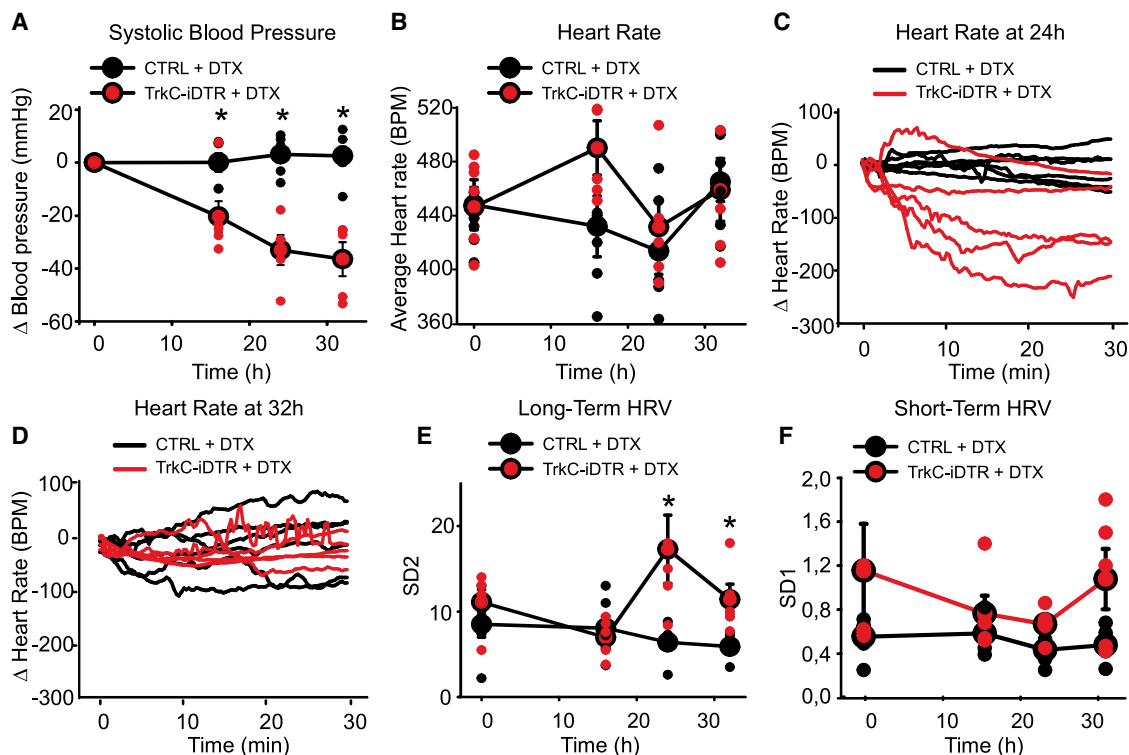 A
Systolic Blood Pressure
CTRL + DTX
TrkC-iDTR + DTX
Δ Blood pressure (mmHg)
20
0
-20
-40
-60
* * *
0 10 20 30
Time (h)
B
Heart Rate
CTRL + DTX
TrkC-iDTR + DTX
Average Heart rate (BPM)
520
480
440
400
360
0 10 20 30
Time (h)
C
Heart Rate at 24h
CTRL + DTX
TrkC-iDTR + DTX
Δ Heart Rate (BPM)
100
0
-100
-200
-300
0 10 20 30
Time (min)
D
Heart Rate at 32h
CTRL + DTX
TrkC-iDTR + DTX
Δ Heart Rate (BPM)
100
0
-100
-200
-300
0 10 20 30
Time (min)
E
Long-Term HRV
CTRL + DTX
TrkC-iDTR + DTX
SD2
20
10
0
* *
0 10 20 30
Time (h)
F
Short-Term HRV
CTRL + DTX
TrkC-iDTR + DTX
SD1
2,0
1,6
1.2
0.8
0,4
0,0
0 10 20 30
Time (h)